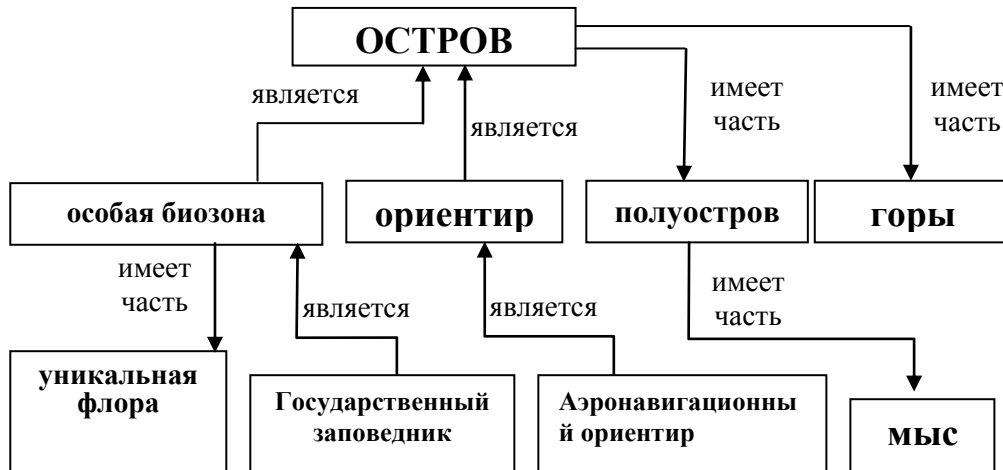 ОСТРОВ
является
является
имеет
часть
имеет
часть
особая биозона
ориентир
полуостров
горы
имеет
часть
является
является
имеет
часть
уникальная
флора
Государственный
заповедник
Аэронавигационны
й ориентир
мыс